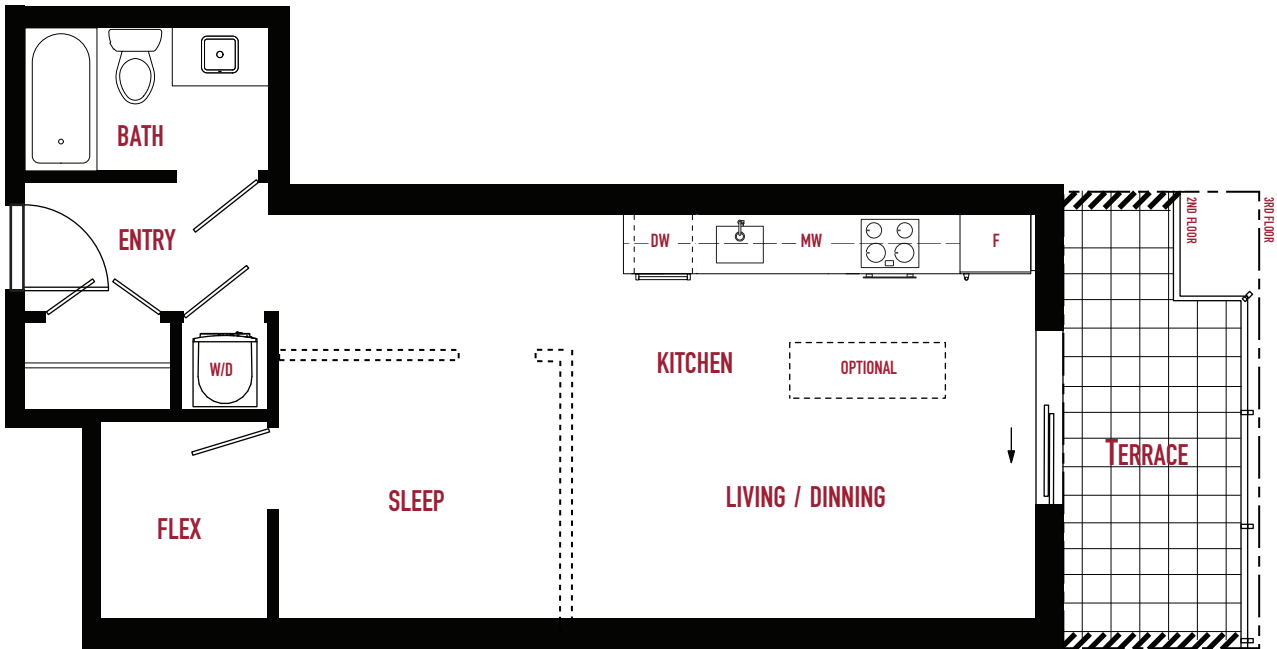 BATH
ENTRY
W/D
FLEX
SLEEP
DW
MW
F
KITCHEN
OPTIONAL
LIVING / DINNING
TERRACE
2ND FLOOR
3RD FLOOR